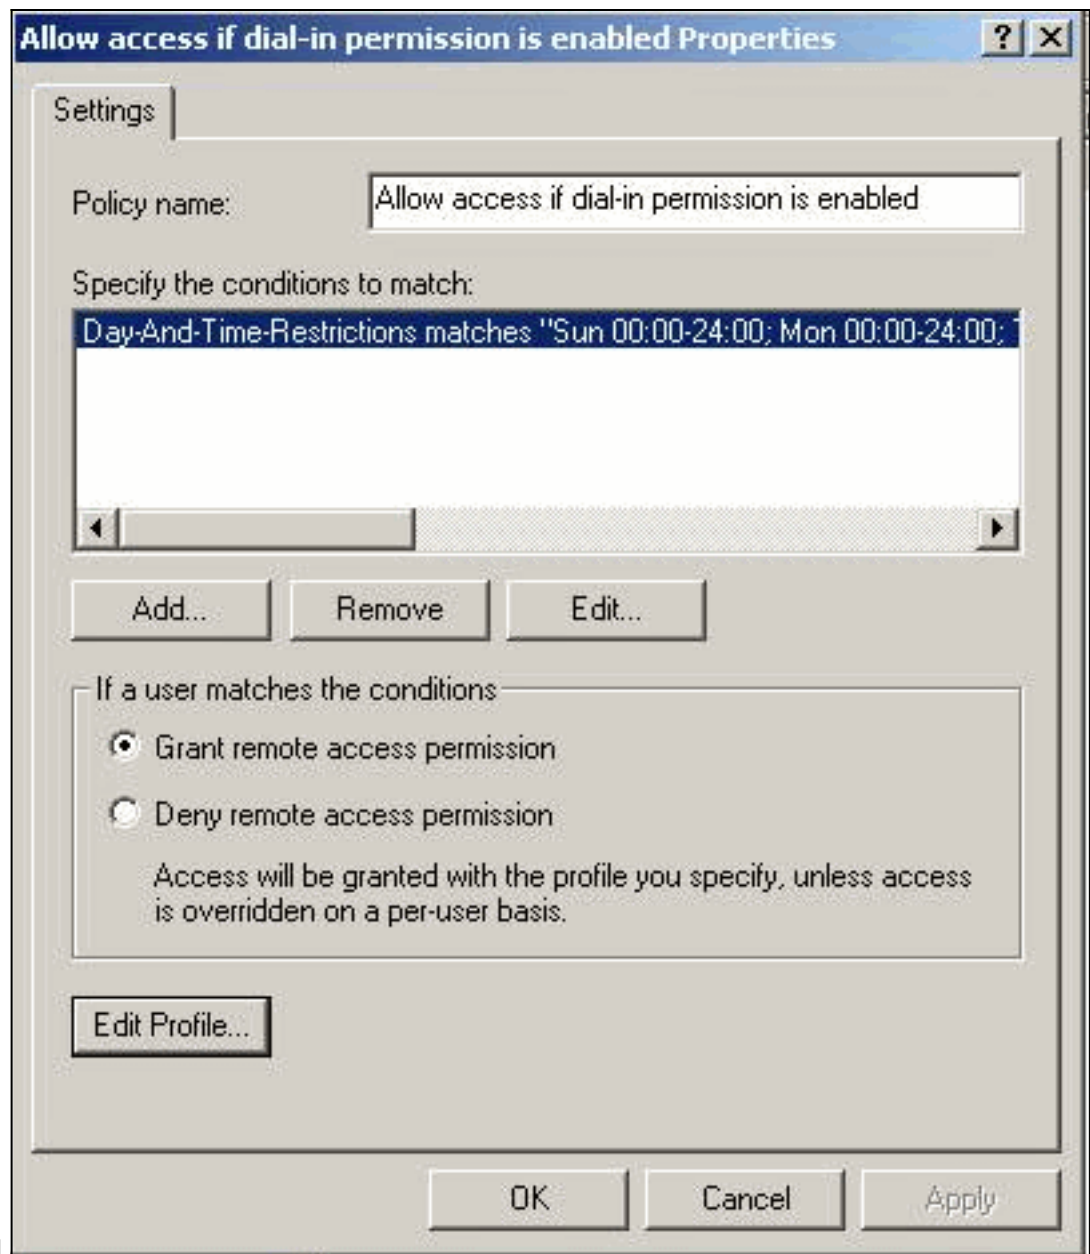 Allow access if dial-in permission is enabled Properties
Settings
Policy name:
Allow access if dial-in permission is enabled
Specify the conditions to match:
Day-And-Time-Restrictions matches "Sun 00:00-24:00; Mon 00:00-24:00;
Add...
Remove
Edit...
If a user matches the conditions
Grant remote access permission
Deny remote access permission
Access will be granted with the profile you specify, unless access
is overridden on a per-user basis.
Edit Profile...
OK
Cancel
Apply